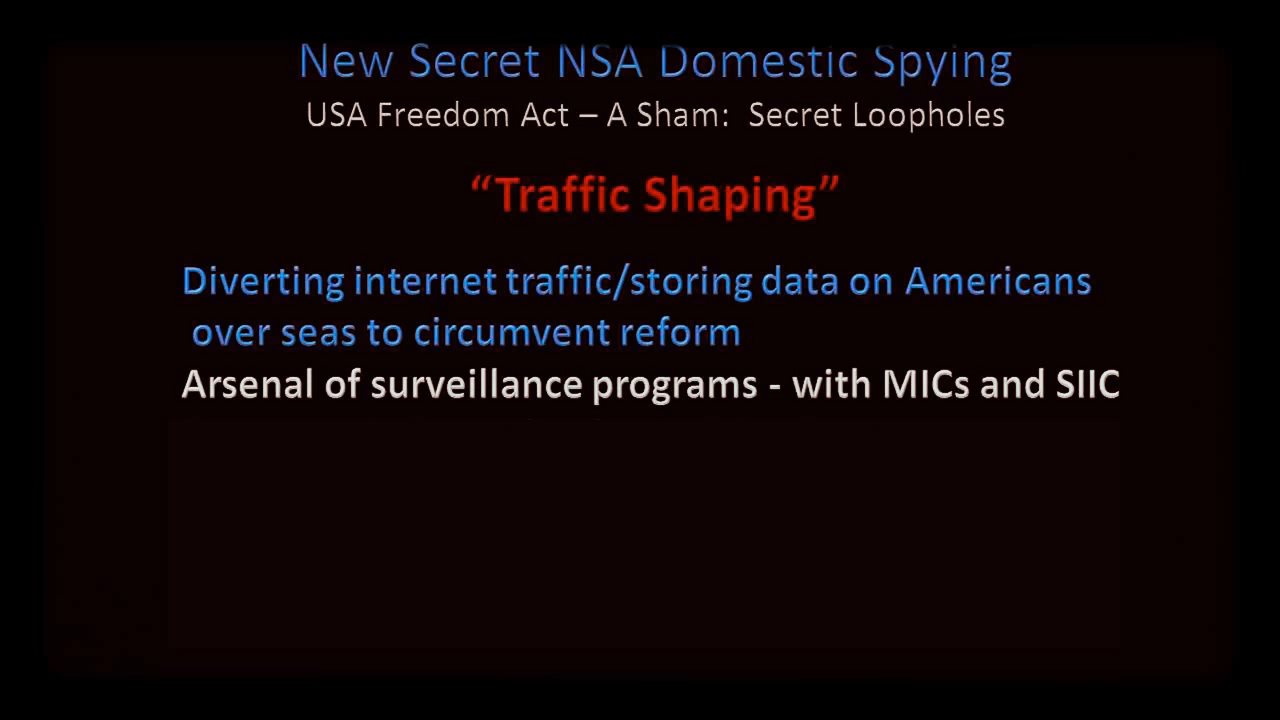 New Secret NSA Domestic Spying
USA Freedom Act – A Sham:  Secret Loopholes
“Traffic Shaping”
Diverting internet traffic/storing data on Americans
over seas to circumvent reform
Arsenal of surveillance programs - with MICs and SIIC